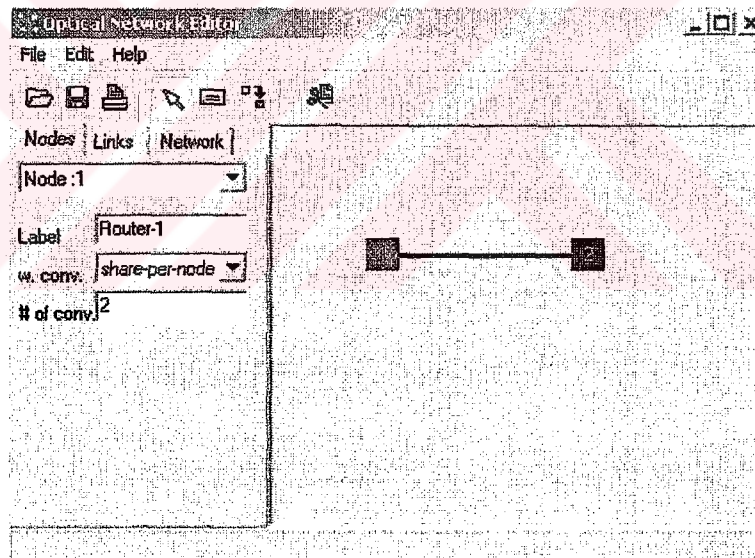 Optical Network Editor
File Edit Help
Nodes Links Network
Node :1
Label Router-1
w. conv. share-per-node
# of conv. 2
2